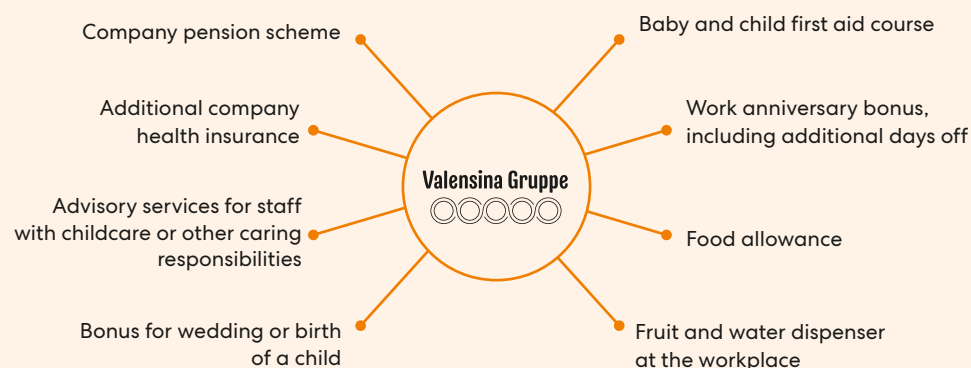 Company pension scheme
Additional company
health insurance
Advisory services for staff
with childcare or other caring
responsibilities
Bonus for wedding or birth
of a child
Valensina Gruppe
Baby and child first aid course
Work anniversary bonus,
including additional days off
Food allowance
Fruit and water dispenser
at the workplace